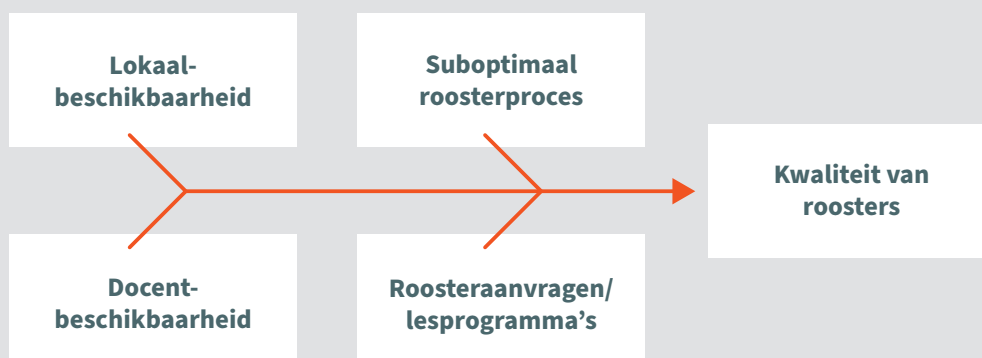 Lokaal-
beschikbaarheid
Suboptimaal
roosterproces
Kwaliteit van
roosters
Docent-
beschikbaarheid
Roosteraanvragen/
lesprogramma’s